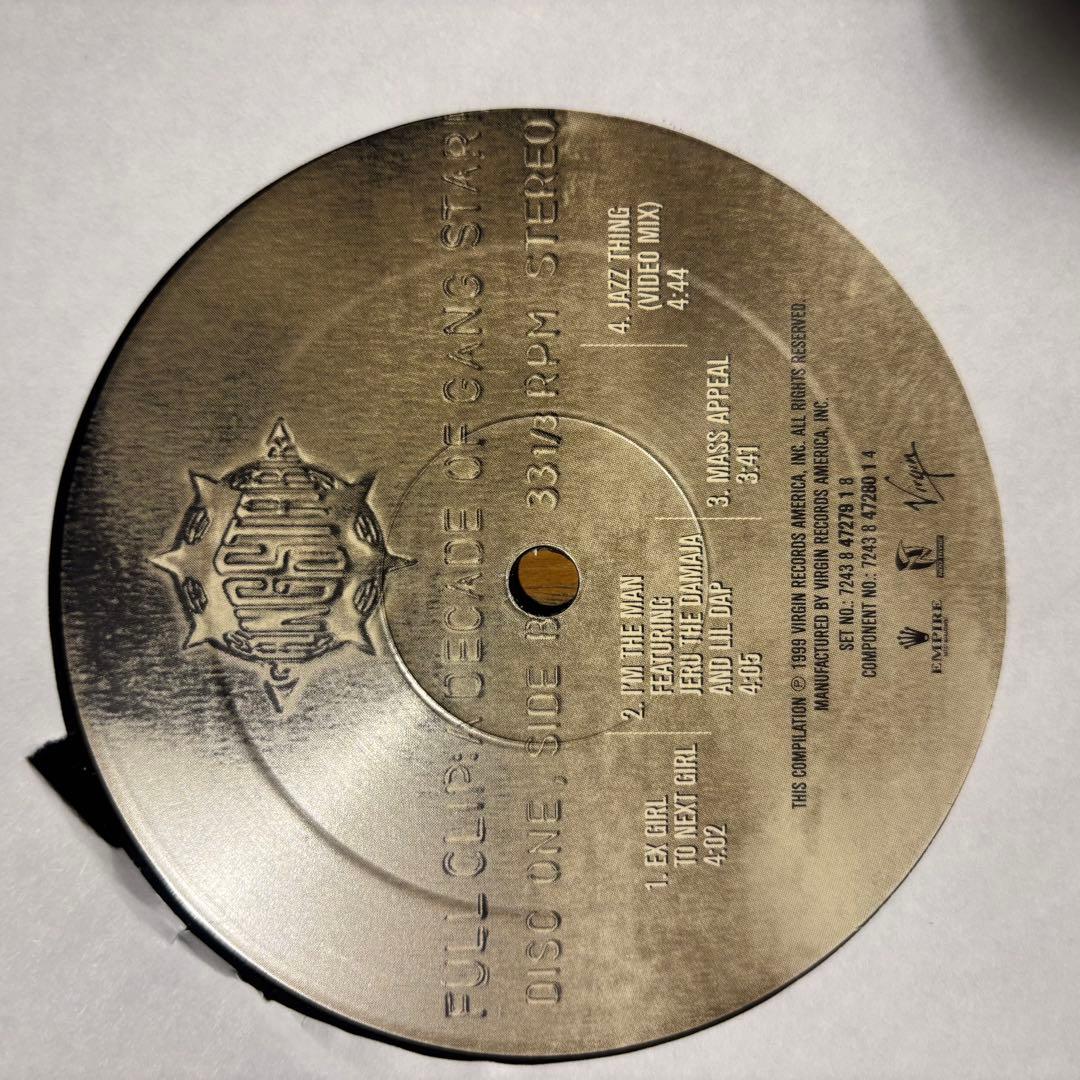 GANGSTARR
FULL CLIP: A DECADE OF GANG STARR
DISC ONE, SIDE B 33 1/3 RPM STEREO
1. EX GIRL
TO NEXT GIRL
4:02
2. I'M THE MAN
FEATURING
JERU THE DAMAJA
AND LIL DAP
4:05
3. MASS APPEAL
3:41
4. JAZZ THING
(VIDEO MIX)
4:44
THIS COMPILATION ℗ 1999 VIRGIN RECORDS AMERICA, INC. ALL RIGHTS RESERVED.
MANUFACTURED BY VIRGIN RECORDS AMERICA, INC.
SET NO.: 7243 8 47279 1 8
COMPONENT NO.: 7243 8 47280 1 4
EMPIRE
Virgin